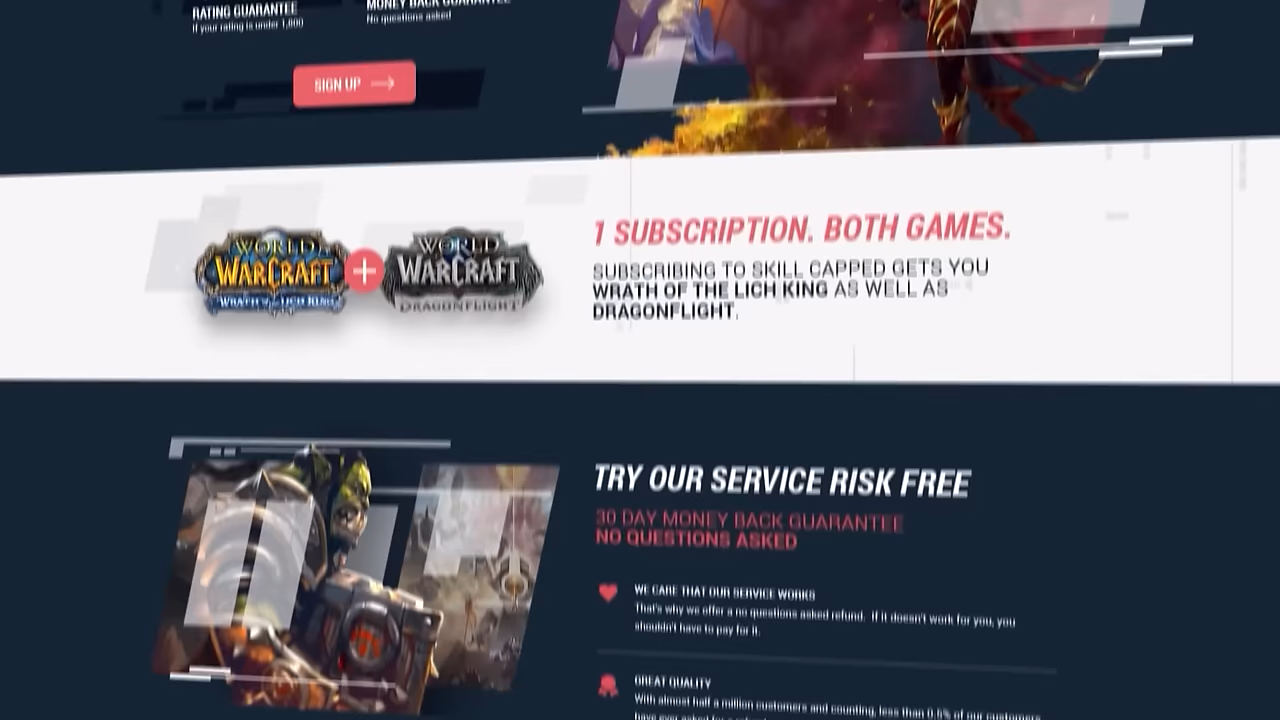 RATING GUARANTEE
If your rating is under 1,800
MONEY BACK GUARANTEE
No questions asked
SIGN UP
WORLD
WARCRAFT
WRATH OF THE LICH KING
WORLD
WARCRAFT
DRAGONFLIGHT
1 SUBSCRIPTION. BOTH GAMES.
SUBSCRIBING TO SKILL CAPPED GETS YOU
WRATH OF THE LICH KING AS WELL AS
DRAGONFLIGHT.
TRY OUR SERVICE RISK FREE
30 DAY MONEY BACK GUARANTEE
NO QUESTIONS ASKED
WE CARE THAT OUR SERVICE WORKS
That's why we offer a no questions asked refund. If it doesn't work for you, you
shouldn't have to pay for it.
GREAT QUALITY
With almost half a million customers and counting, less than 0.5% of our customers
have ever asked for a